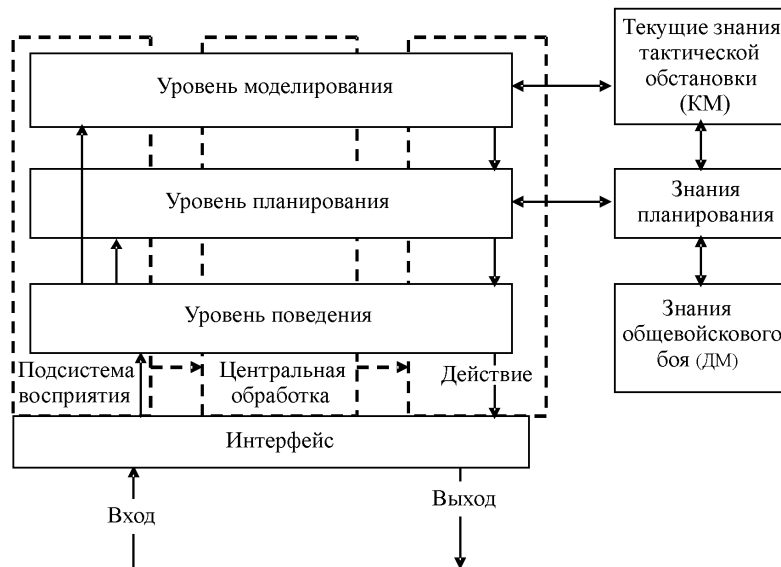 Уровень моделирования
Текущие знания
тактической
обстановки
(КМ)
Уровень планирования
Знания
планирования
Уровень поведения
Знания
общевойскового
боя (ДМ)
Подсистема
восприятия
Центральная
обработка
Действие
Интерфейс
Вход
Выход